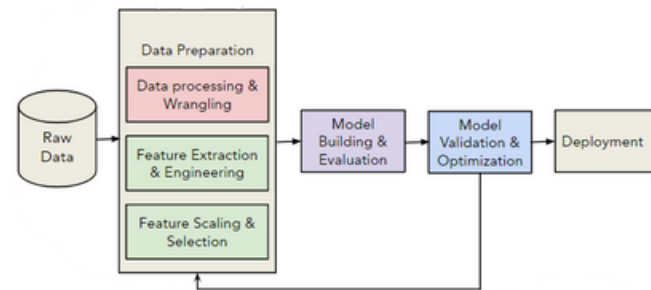 Raw
Data
Data Preparation
Data processing &
Wrangling
Feature Extraction
& Engineering
Feature Scaling &
Selection
Model
Building &
Evaluation
Model
Validation &
Optimization
Deployment